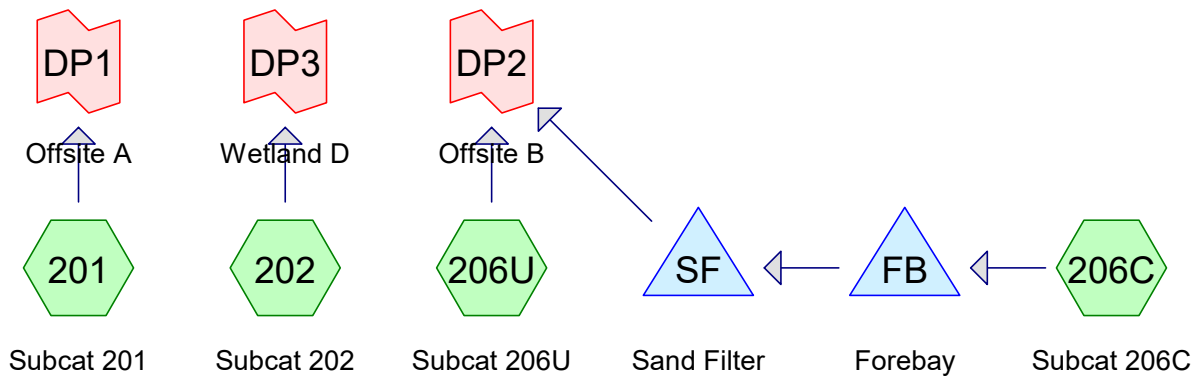 DP1 DP3 DP2
Offsite A Wetland D Offsite B
201 202 206U SF FB 206C
Subcat 201 Subcat 202 Subcat 206U Sand Filter Forebay Subcat 206C